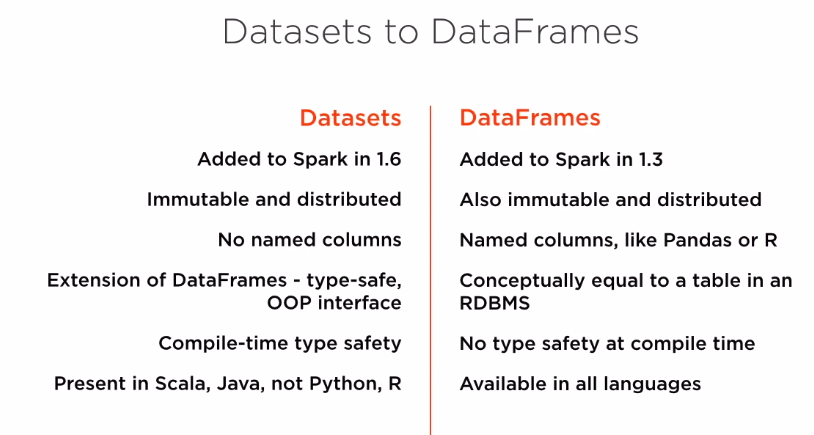 Datasets to DataFrames
Datasets
Added to Spark in 1.6
Immutable and distributed
No named columns
Extension of DataFrames - type-safe,
OOP interface
Compile-time type safety
Present in Scala, Java, not Python, R
DataFrames
Added to Spark in 1.3
Also immutable and distributed
Named columns, like Pandas or R
Conceptually equal to a table in an
RDBMS
No type safety at compile time
Available in all languages